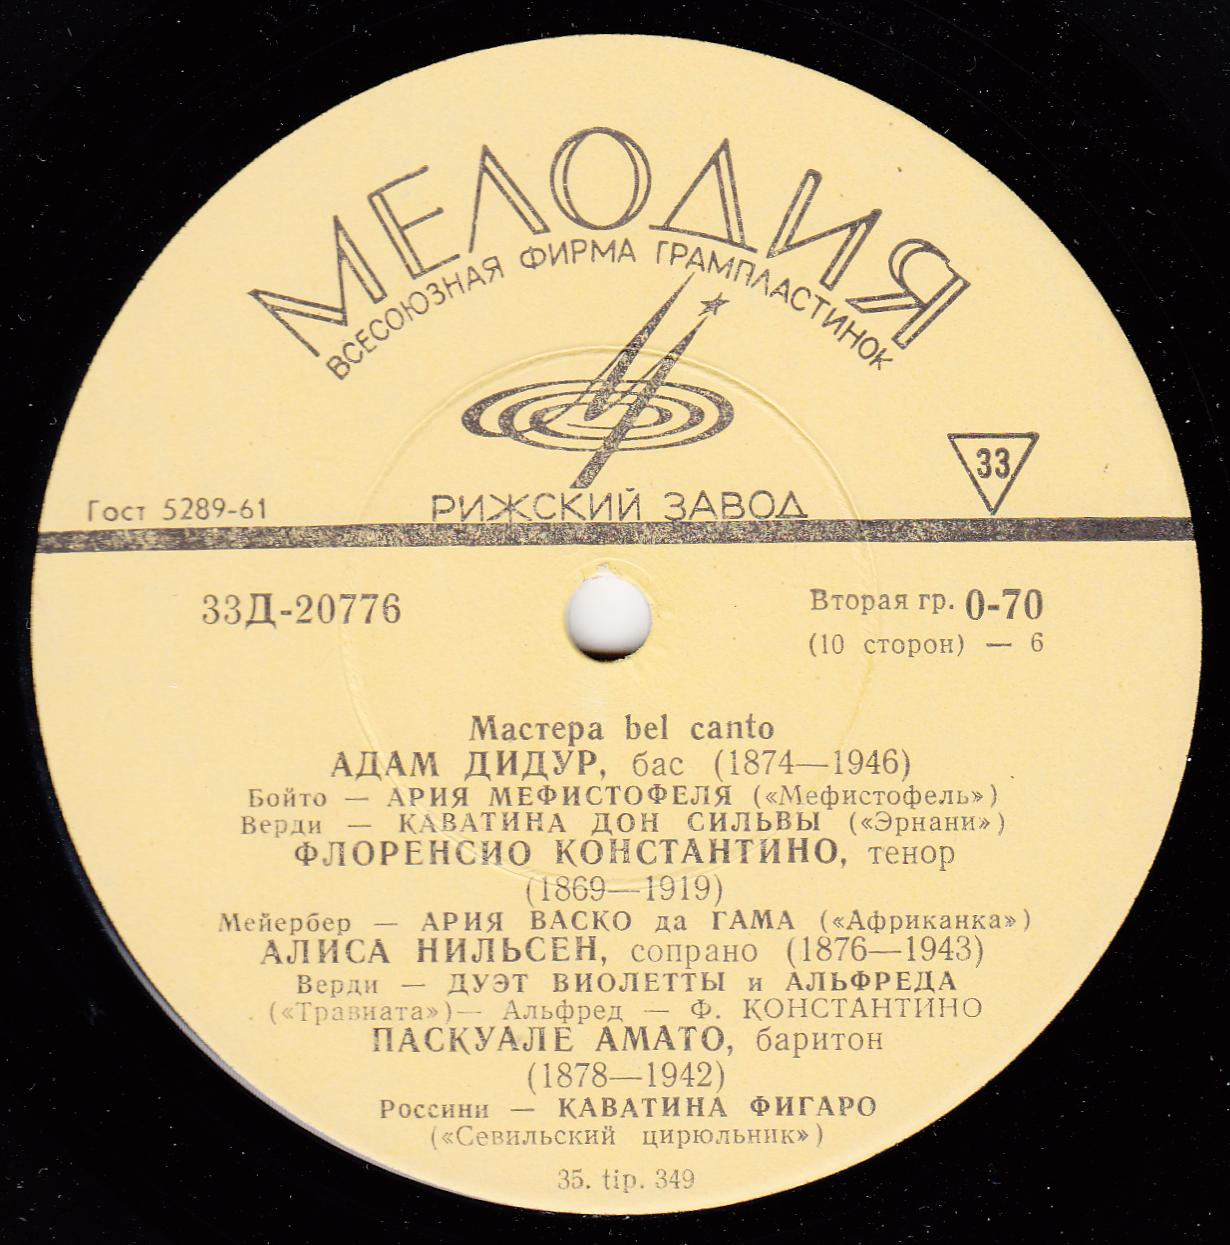 МЕЛОДИЯ
ВСЕСОЮЗНАЯ ФИРМА ГРАМПЛАСТИНОК
33
Гост 5289-61
РИЖСКИЙ ЗАВОД
33Д-20776
Вторая гр. 0-70
(10 сторон) — 6
Мастера bel canto
АДАМ ДИДУР, бас (1874—1946)
Бойто — АРИЯ МЕФИСТОФЕЛЯ («Мефистофель»)
Верди — КАВАТИНА ДОН СИЛЬВЫ («Эрнани»)
ФЛОРЕНСИО КОНСТАНТИНО, тенор
(1869—1919)
Мейербер — АРИЯ ВАСКО да ГАМА («Африканка»)
АЛИСА НИЛЬСЕН, сопрано (1876—1943)
Верди — ДУЭТ ВИОЛЕТТЫ и АЛЬФРЕДА
(«Травиата»)— Альфред — Ф. КОНСТАНТИНО
ПАСКУАЛЕ АМАТО, баритон
(1878—1942)
Россини — КАВАТИНА ФИГАРО
(«Севильский цирюльник»)
35. tip. 349